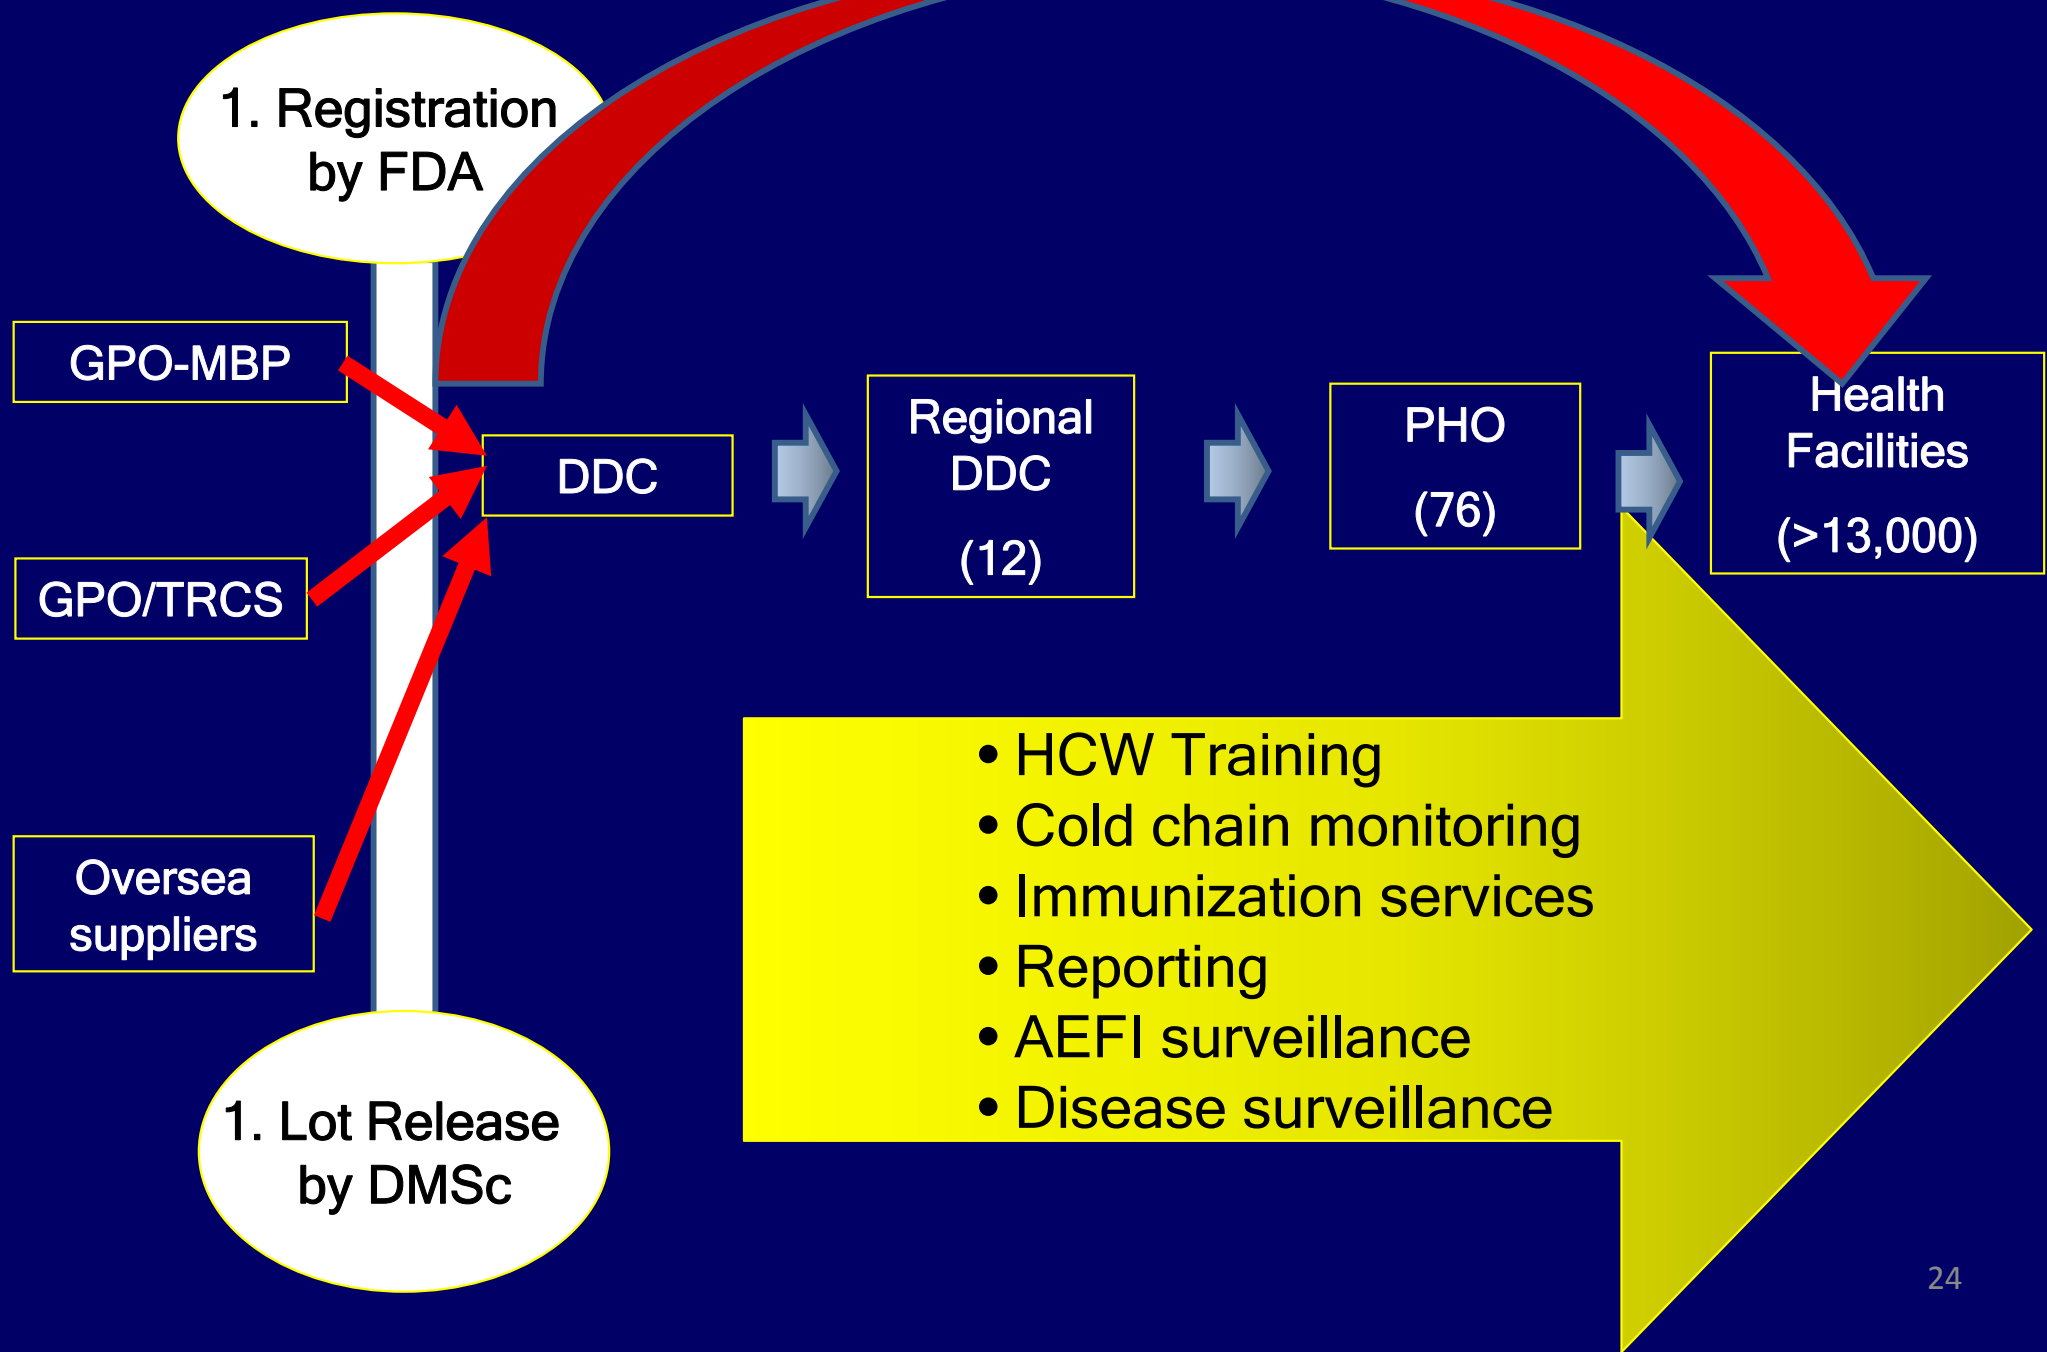 1. Registration
by FDA
GPO-MBP
GPO/TRCS
Oversea
suppliers
1. Lot Release
by DMSc
DDC
Regional
DDC
(12)
PHO
(76)
Health
Facilities
(>13,000)
• HCW Training
• Cold chain monitoring
• Immunization services
• Reporting
• AEFI surveillance
• Disease surveillance
24